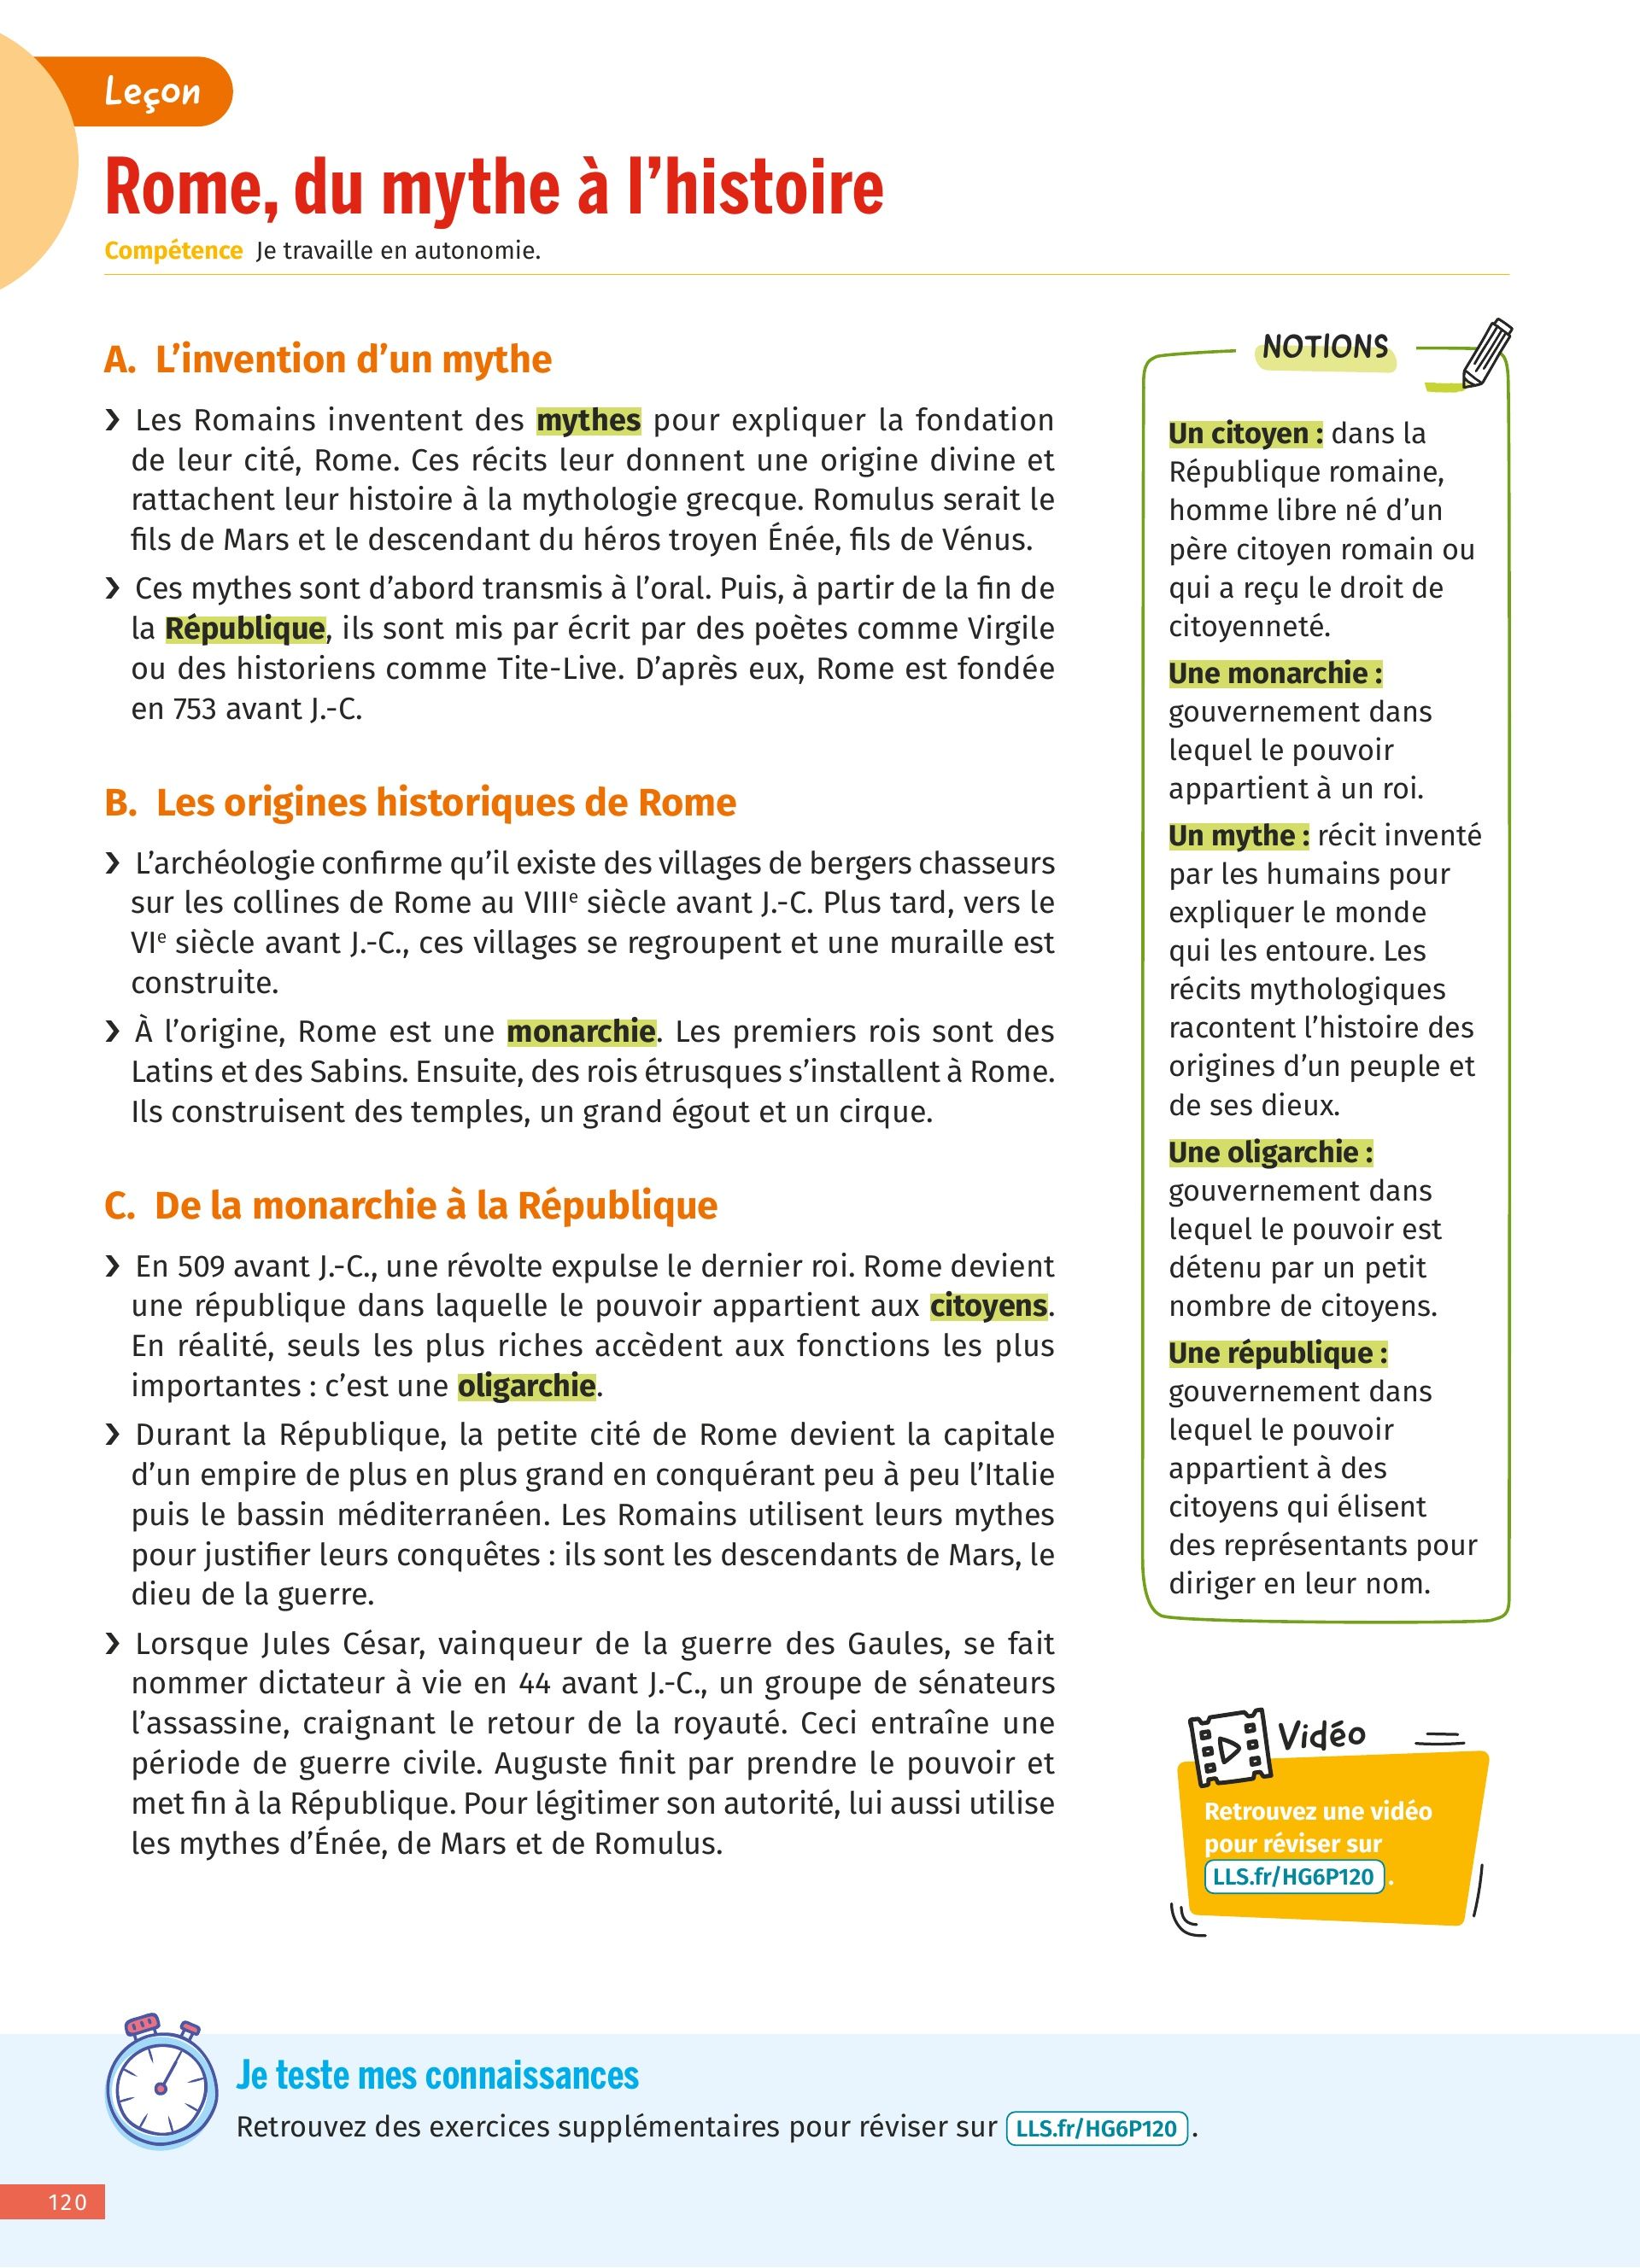 Leçon
Rome, du mythe à l’histoire
Compétence Je travaille en autonomie.
A. L’invention d’un mythe
❯ Les Romains inventent des mythes pour expliquer la fondation
de leur cité, Rome. Ces récits leur donnent une origine divine et
rattachent leur histoire à la mythologie grecque. Romulus serait le
fils de Mars et le descendant du héros troyen Énée, fils de Vénus.
❯ Ces mythes sont d’abord transmis à l’oral. Puis, à partir de la fin de
la République, ils sont mis par écrit par des poètes comme Virgile
ou des historiens comme Tite-Live. D’après eux, Rome est fondée
en 753 avant J.-C.
B. Les origines historiques de Rome
❯ L’archéologie confirme qu’il existe des villages de bergers chasseurs
sur les collines de Rome au VIIIe siècle avant J.-C. Plus tard, vers le
VIe siècle avant J.-C., ces villages se regroupent et une muraille est
construite.
❯ À l’origine, Rome est une monarchie. Les premiers rois sont des
Latins et des Sabins. Ensuite, des rois étrusques s’installent à Rome.
Ils construisent des temples, un grand égout et un cirque.
C. De la monarchie à la République
❯ En 509 avant J.-C., une révolte expulse le dernier roi. Rome devient
une république dans laquelle le pouvoir appartient aux citoyens.
En réalité, seuls les plus riches accèdent aux fonctions les plus
importantes : c’est une oligarchie.
❯ Durant la République, la petite cité de Rome devient la capitale
d’un empire de plus en plus grand en conquérant peu à peu l’Italie
puis le bassin méditerranéen. Les Romains utilisent leurs mythes
pour justifier leurs conquêtes : ils sont les descendants de Mars, le
dieu de la guerre.
❯ Lorsque Jules César, vainqueur de la guerre des Gaules, se fait
nommer dictateur à vie en 44 avant J.-C., un groupe de sénateurs
l’assassine, craignant le retour de la royauté. Ceci entraîne une
période de guerre civile. Auguste finit par prendre le pouvoir et
met fin à la République. Pour légitimer son autorité, lui aussi utilise
les mythes d’Énée, de Mars et de Romulus.
NOTIONS
Un citoyen : dans la
République romaine,
homme libre né d’un
père citoyen romain ou
qui a reçu le droit de
citoyenneté.
Une monarchie :
gouvernement dans
lequel le pouvoir
appartient à un roi.
Un mythe : récit inventé
par les humains pour
expliquer le monde
qui les entoure. Les
récits mythologiques
racontent l’histoire des
origines d’un peuple et
de ses dieux.
Une oligarchie :
gouvernement dans
lequel le pouvoir est
détenu par un petit
nombre de citoyens.
Une république :
gouvernement dans
lequel le pouvoir
appartient à des
citoyens qui élisent
des représentants pour
diriger en leur nom.
Vidéo
Retrouvez une vidéo
pour réviser sur
LLS.fr/HG6P120 .
Je teste mes connaissances
Retrouvez des exercices supplémentaires pour réviser sur LLS.fr/HG6P120 .
120